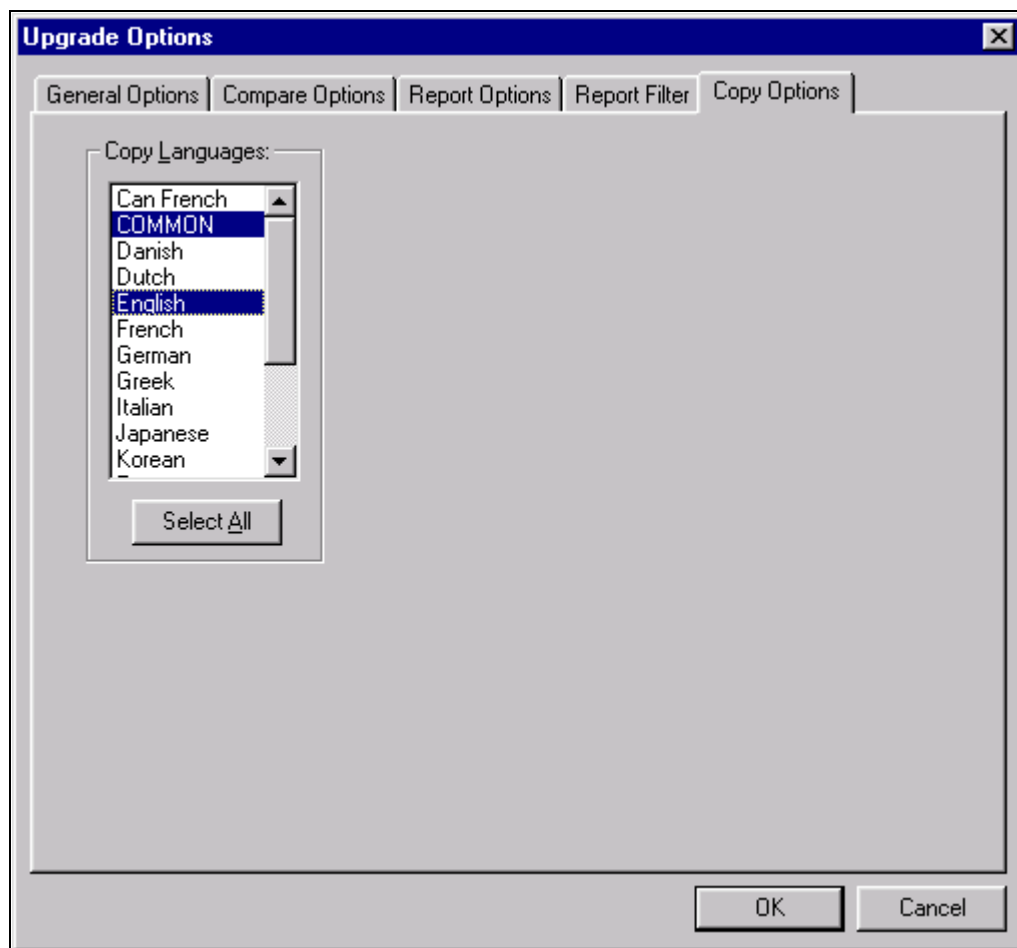 Upgrade Options
General Options Compare Options Report Options Report Filter Copy Options
Copy Languages:
Can French
COMMON
Danish
Dutch
English
French
German
Greek
Italian
Japanese
Korean
Select All
OK Cancel